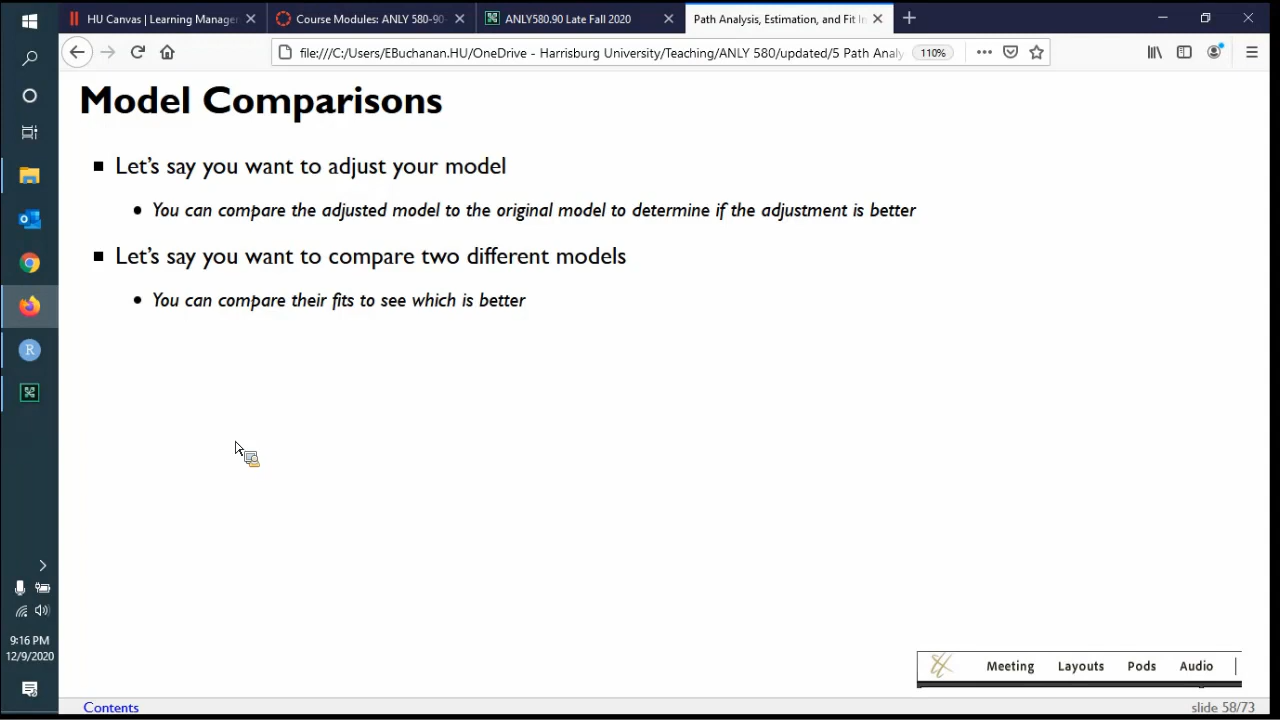 HU Canvas | Learning Manage
Course Modules: ANLY 580-90-
ANLY580.90 Late Fall 2020
Path Analysis, Estimation, and Fit In
file:///C:/Users/EBuchanan.HU/OneDrive - Harrisburg University/Teaching/ANLY 580/updated/5 Path Analy
110%
Model Comparisons
Let's say you want to adjust your model
You can compare the adjusted model to the original model to determine if the adjustment is better
Let's say you want to compare two different models
You can compare their fits to see which is better
9:16 PM
12/9/2020
Meeting Layouts Pods Audio
Contents
slide 58/73